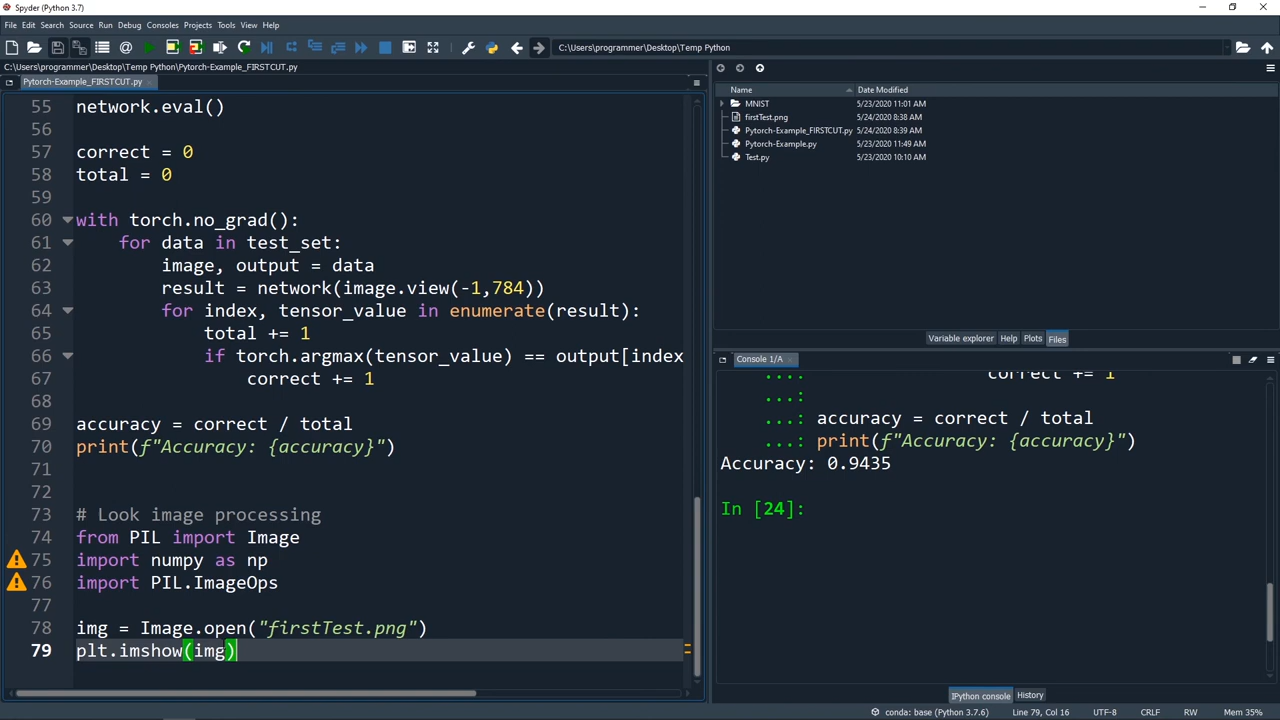 Spyder (Python 3.7)
File Edit Search Source Run Debug Consoles Projects Tools View Help
C:\Users\programmer\Desktop\Temp Python
C:\Users\programmer\Desktop\Temp Python\Pytorch-Example_FIRSTCUT.py
Pytorch-Example_FIRSTCUT.py
55 network.eval()
56
57 correct = 0
58 total = 0
59
60 with torch.no_grad():
61 for data in test_set:
62 image, output = data
63 result = network(image.view(-1,784))
64 for index, tensor_value in enumerate(result):
65 total += 1
66 if torch.argmax(tensor_value) == output[index
67 correct += 1
68
69 accuracy = correct / total
70 print(f"Accuracy: {accuracy}")
71
72
73 # Look image processing
74 from PIL import Image
75 import numpy as np
76 import PIL.ImageOps
77
78 img = Image.open("firstTest.png")
79 plt.imshow(img)
Name Date Modified
MNIST 5/23/2020 11:01 AM
firstTest.png 5/24/2020 8:38 AM
Pytorch-Example_FIRSTCUT.py 5/24/2020 8:39 AM
Pytorch-Example.py 5/23/2020 11:49 AM
Test.py 5/23/2020 10:10 AM
Variable explorer Help Plots Files
Console 1/A
...: correct += 1
...:
...: accuracy = correct / total
...: print(f"Accuracy: {accuracy}")
Accuracy: 0.9435
In [24]:
IPython console History
conda: base (Python 3.7.6) Line 79, Col 16 UTF-8 CRLF RW Mem 35%